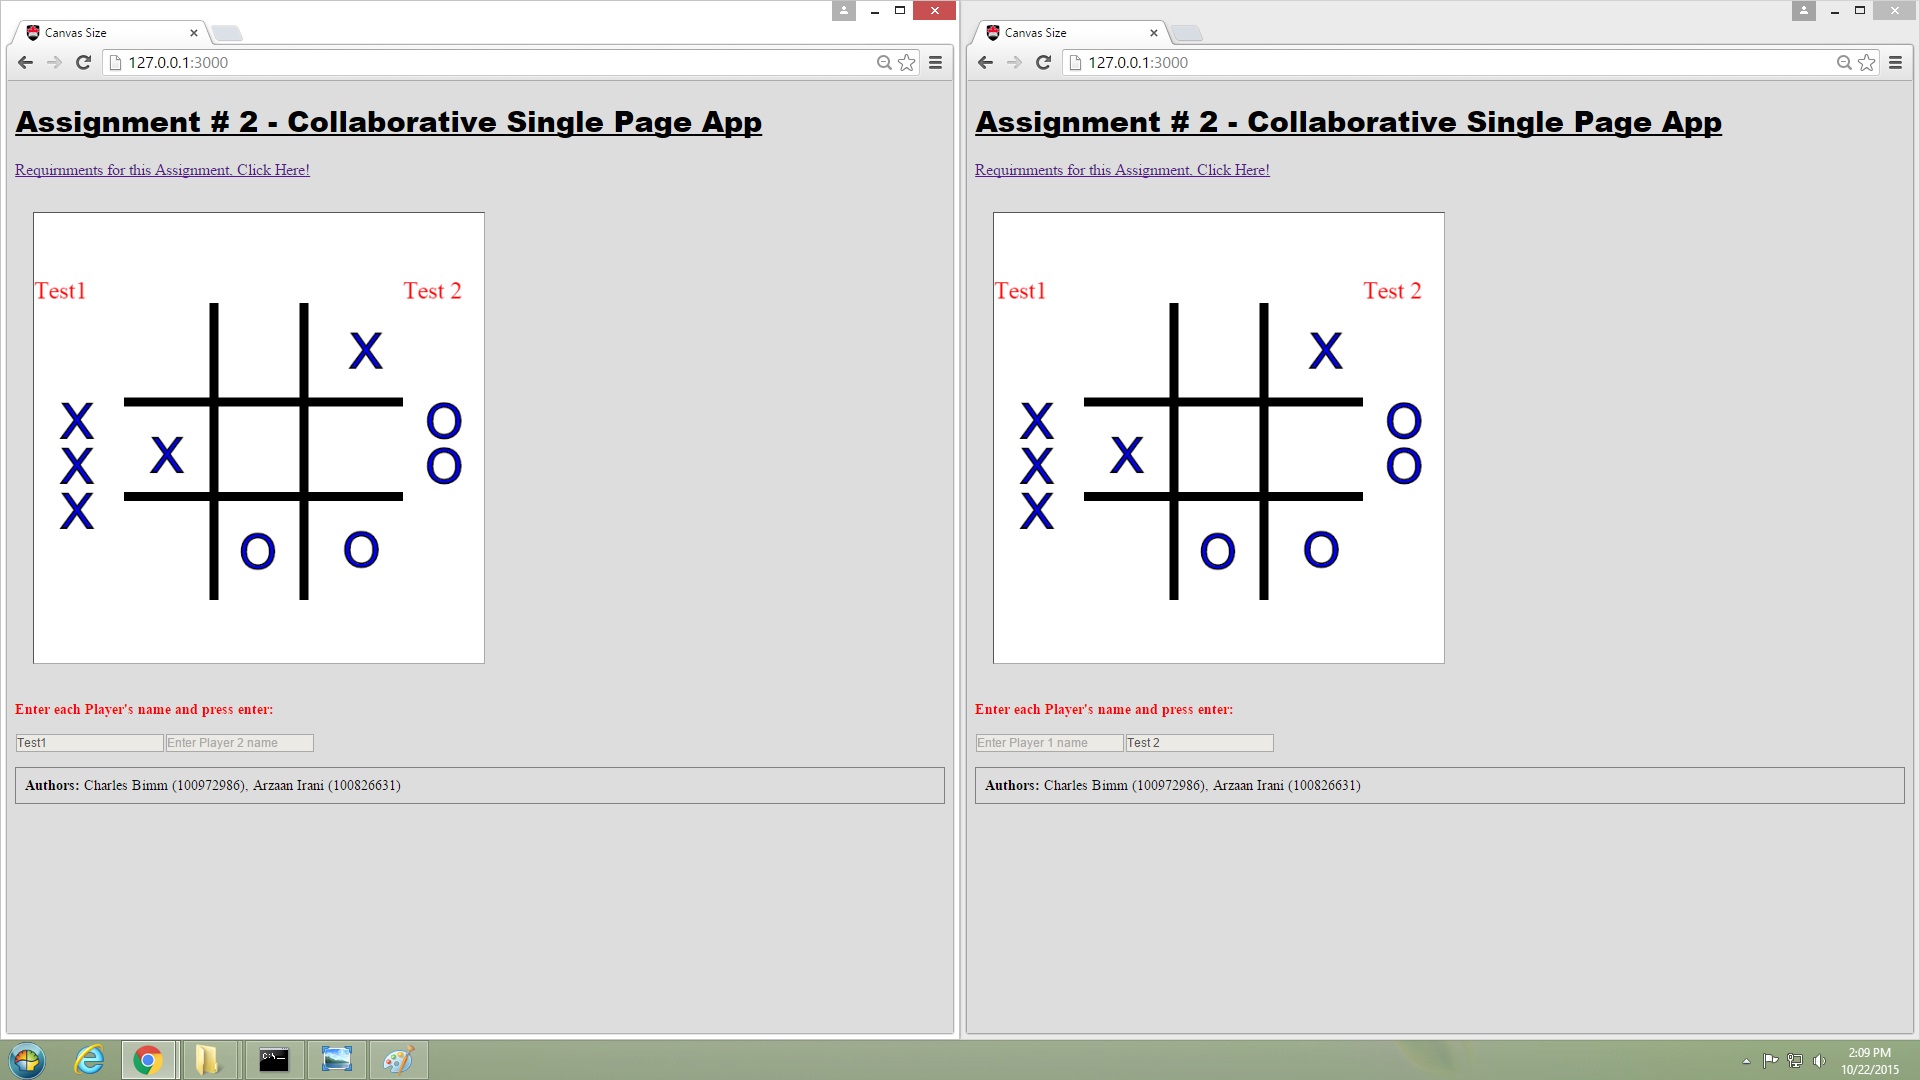 Canvas Size
127.0.0.1:3000
Assignment # 2 - Collaborative Single Page App
Requirnments for this Assignment, Click Here!
Test1 Test 2
X
X O
X X O
X
O O
Enter each Player's name and press enter:
Test1 Enter Player 2 name
Authors: Charles Bimm (100972986), Arzaan Irani (100826631)
Canvas Size
127.0.0.1:3000
Assignment # 2 - Collaborative Single Page App
Requirnments for this Assignment, Click Here!
Test1 Test 2
X
X O
X X O
X
O O
Enter each Player's name and press enter:
Enter Player 1 name Test 2
Authors: Charles Bimm (100972986), Arzaan Irani (100826631)
C:\_
2:09 PM
10/22/2015